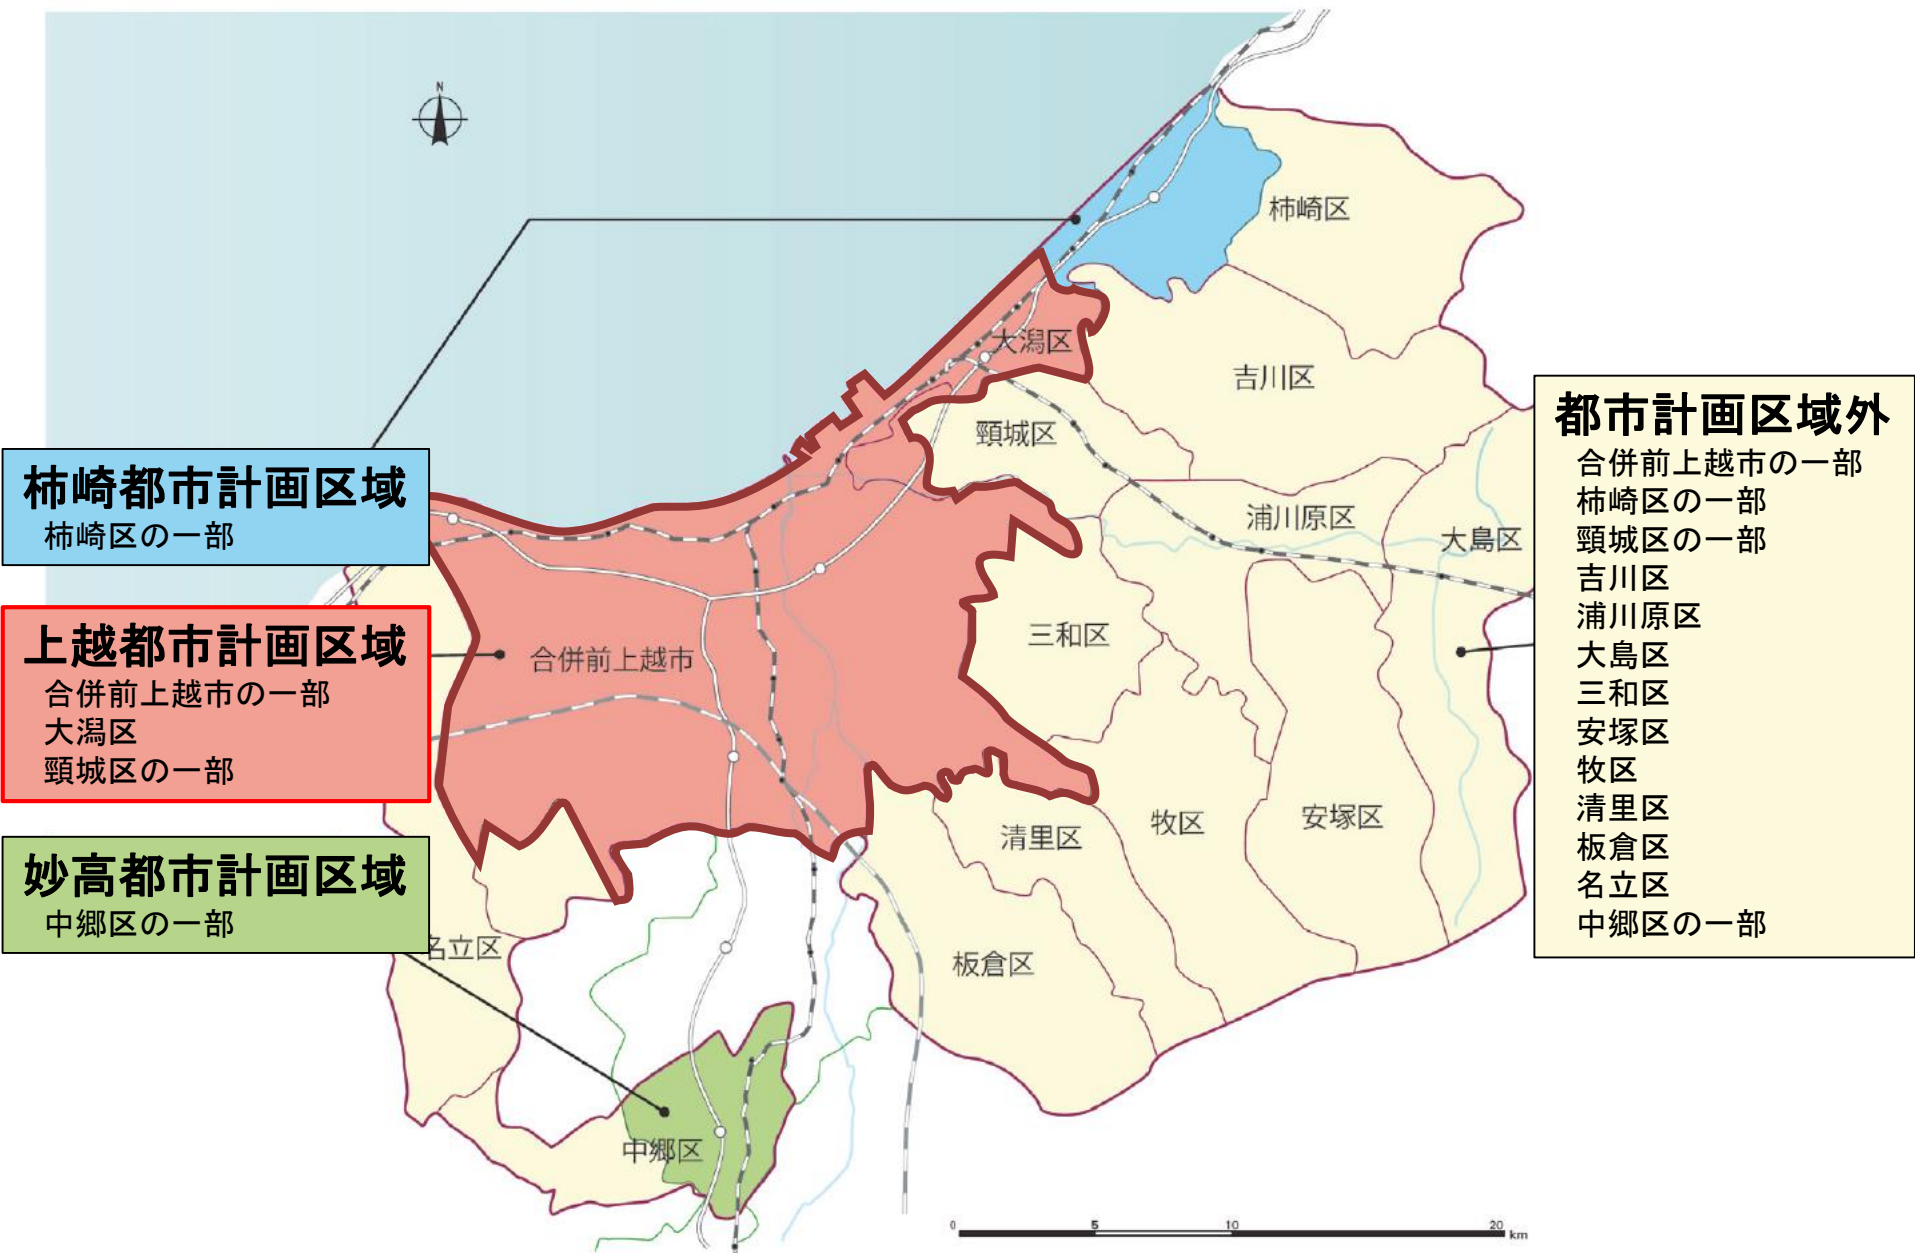 N
柿崎区
大潟区
吉川区
頸城区
浦川原区
大島区
三和区
合併前上越市
清里区
牧区
安塚区
名立区
板倉区
中郷区
柿崎都市計画区域
柿崎区の一部
上越都市計画区域
合併前上越市の一部
大潟区
頸城区の一部
妙高都市計画区域
中郷区の一部
都市計画区域外
合併前上越市の一部
柿崎区の一部
頸城区の一部
吉川区
浦川原区
大島区
三和区
安塚区
牧区
清里区
板倉区
名立区
中郷区の一部
0 5 10 20 km